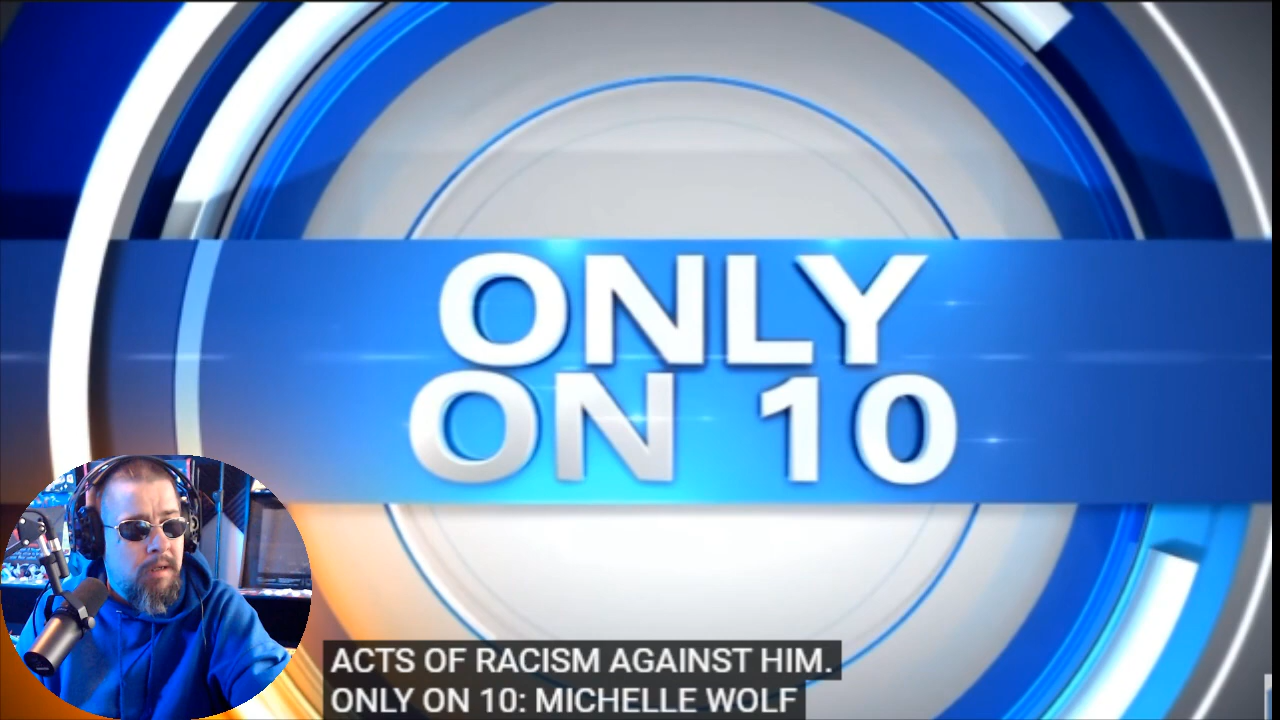 ONLY
ON 10
ACTS OF RACISM AGAINST HIM.
ONLY ON 10: MICHELLE WOLF